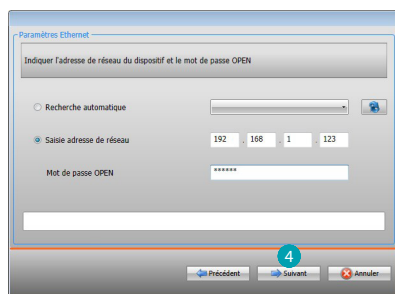 Paramètres Ethernet
Indiquer l'adresse de réseau du dispositif et le mot de passe OPEN
Recherche automatique
Saisie adresse de réseau 192 . 168 . 1 . 123
Mot de passe OPEN ******
4
Précédent Suivant Annuler